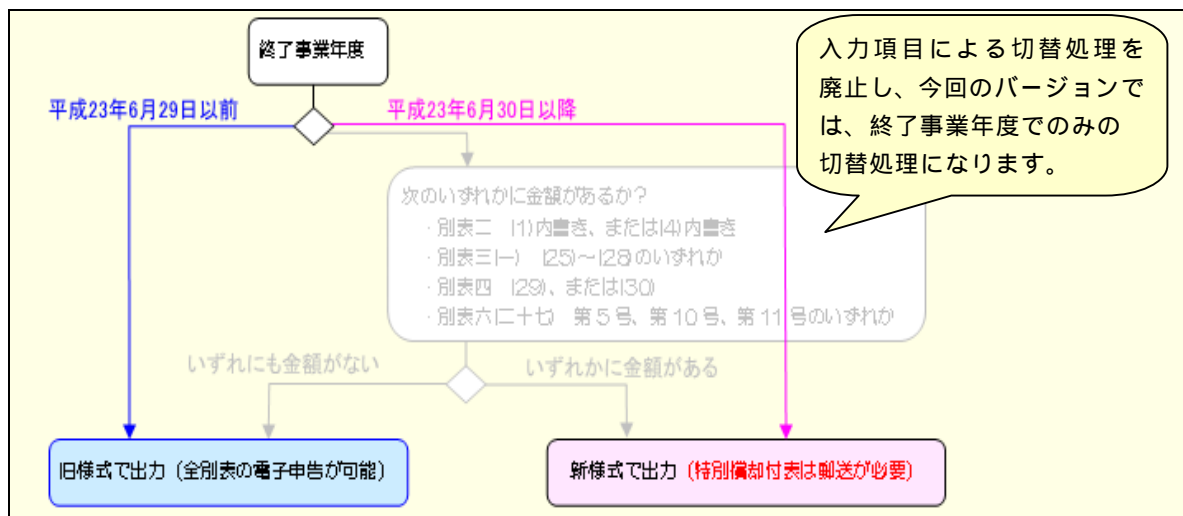 終了事業年度
入力項目による切替処理を
廃止し、今回のバージョンで
は、終了事業年度でのみの
切替処理になります。
平成23年6月29日以前
平成23年6月30日以降
次のいずれかに金額があるか？
・別表二　(1)内書き、または(4)内書き
・別表三(一)　(25)～(28)のいずれか
・別表四　(29)、または(30)
・別表六(二十七)　第５号、第１０号、第１１号のいずれか
いずれにも金額がない
いずれかに金額がある
旧様式で出力（全別表の電子申告が可能）
新様式で出力（特別償却付表は郵送が必要）